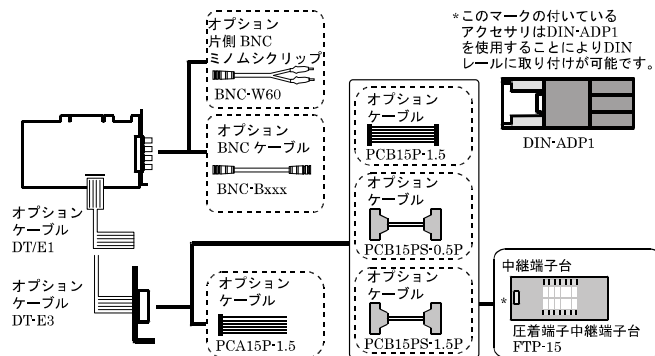 オプション
片側 BNC
ミノムシクリップ
BNC-W60
*このマークの付いている
アクセサリはDIN-ADP1
を使用することによりDIN
レールに取り付けが可能です。
DIN-ADP1
オプション
BNC ケーブル
BNC-Bxxx
オプション
ケーブル
PCB15P-1.5
オプション
ケーブル
DT/E1
オプション
ケーブル
PCB15PS-0.5P
オプション
ケーブル
DT-E3
オプション
ケーブル
PCA15P-1.5
オプション
ケーブル
PCB15PS-1.5P
中継端子台
*
圧着端子中継端子台
FTP-15